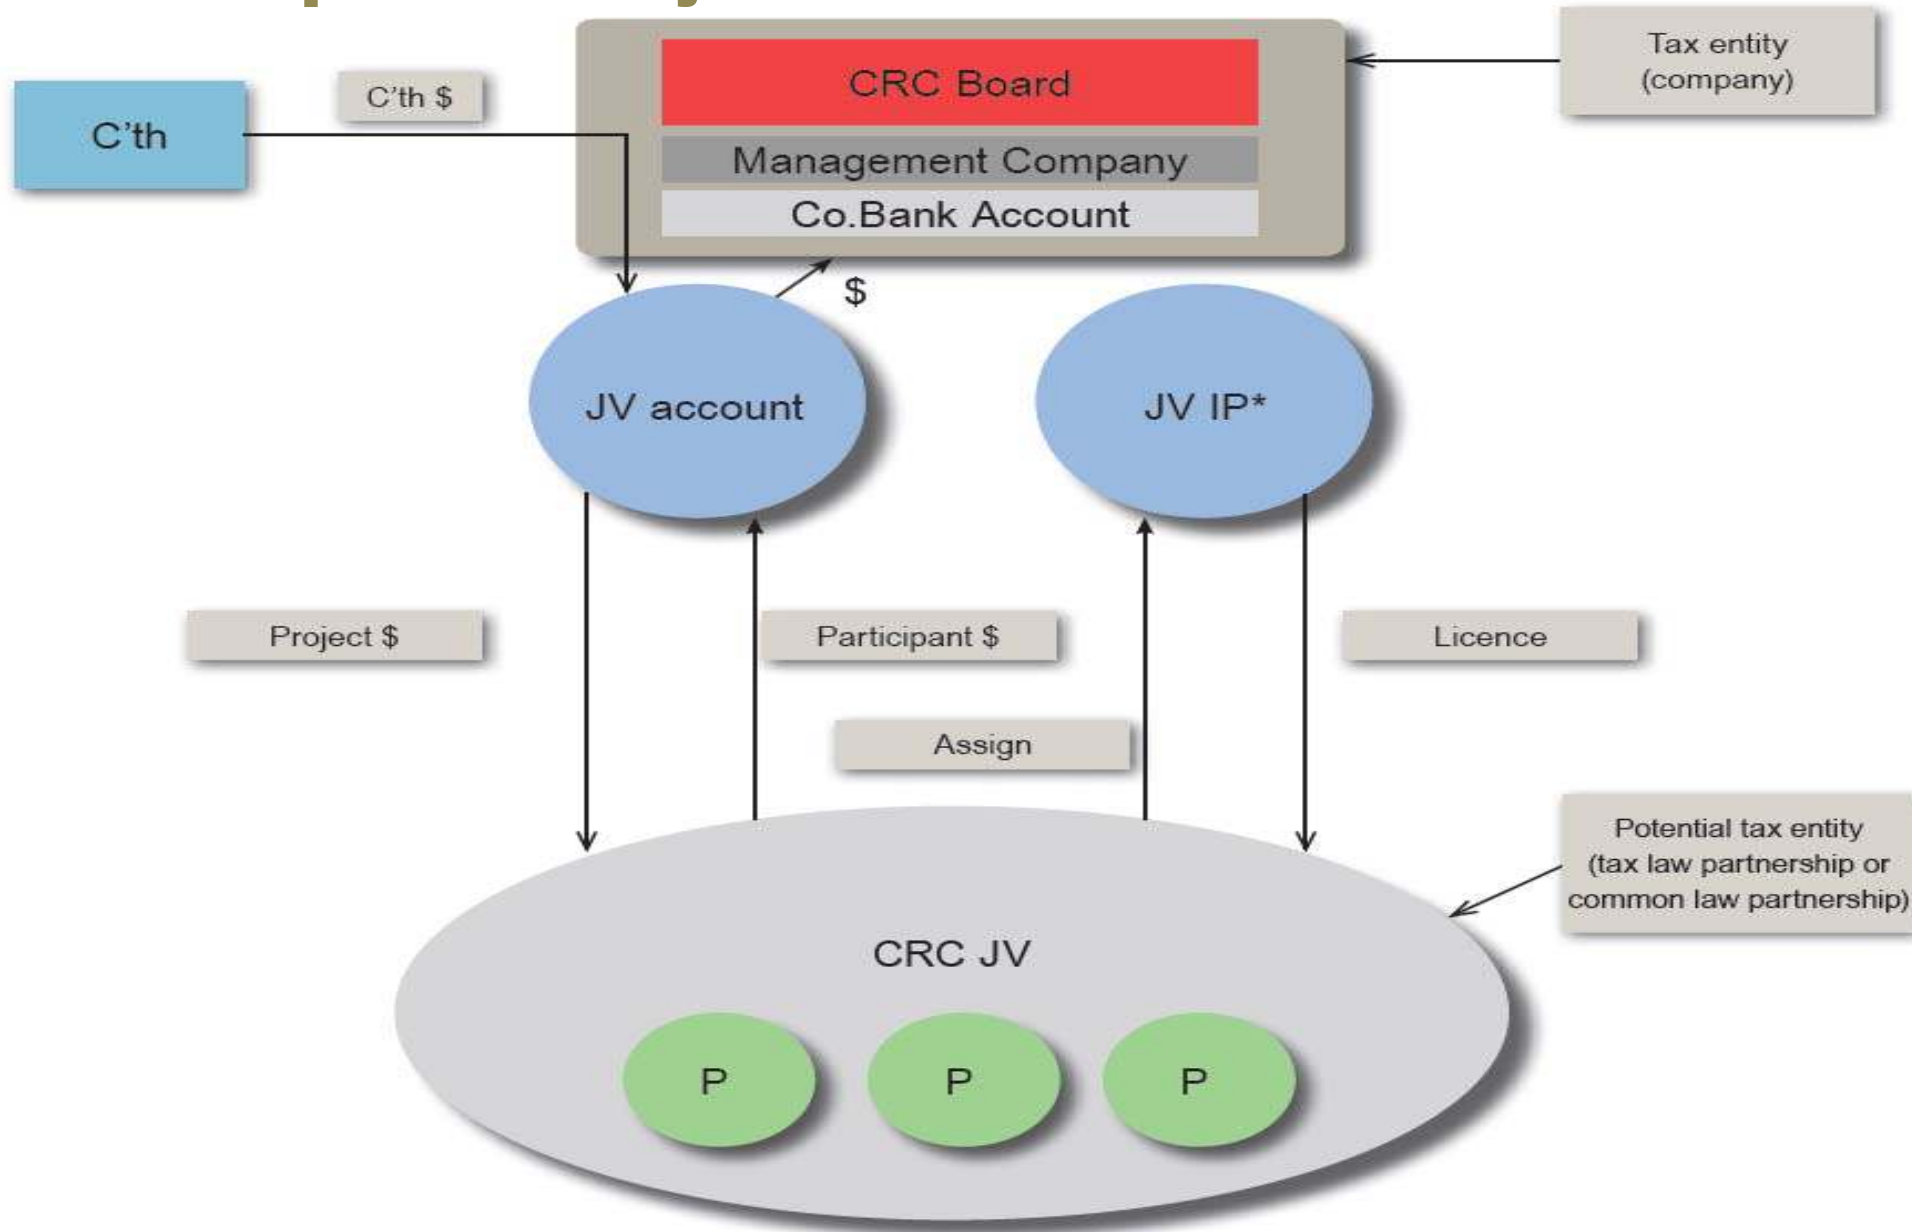 CRC Board
Tax entity
(company)
C'th $
C'th
Management Company
Co.Bank Account
$
JV account
JV IP*
Project $
Participant $
Licence
Assign
Potential tax entity
(tax law partnership or
common law partnership)
CRC JV
P
P
P